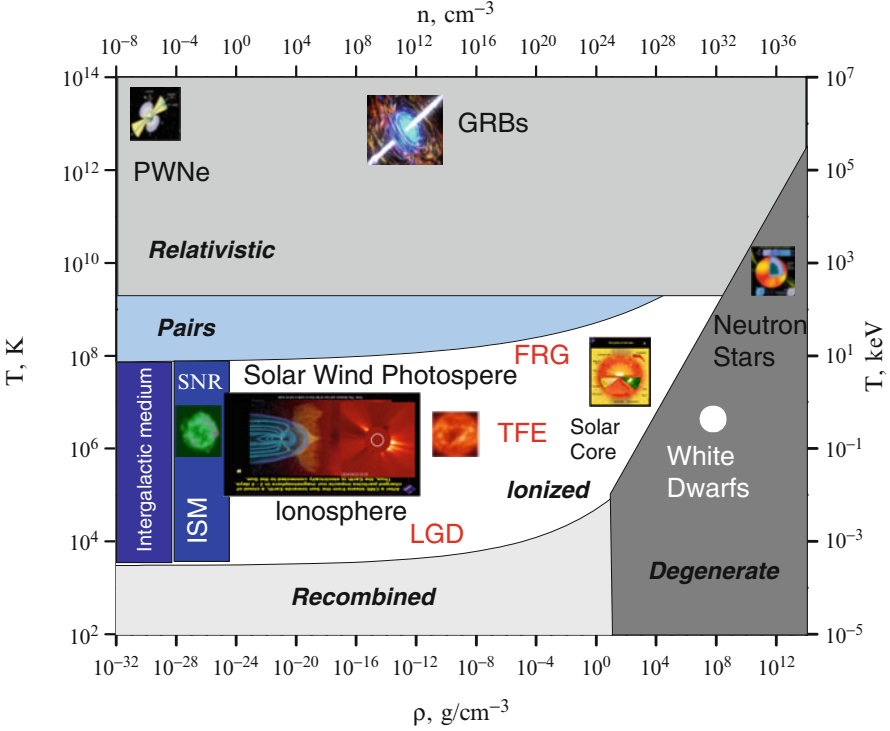 n, cm⁻³
10⁻⁸ 10⁻⁴ 10⁰ 10⁴ 10⁸ 10¹² 10¹⁶ 10²⁰ 10²⁴ 10²⁸ 10³² 10³⁶
10¹⁴ 10⁷
GRBs
PWNe
10¹² 10⁵
Relativistic
10¹⁰ 10³
Pairs
Neutron
Stars
FRG
10⁸ 10¹
T, K
T, keV
Intergalactic medium
SNR
ISM
Solar Wind Photospere
TFE
Solar
Core
10⁶ 10⁻¹
White
Dwarfs
Ionized
Ionosphere
LGD
10⁴ 10⁻³
Degenerate
Recombined
10² 10⁻⁵
10⁻³² 10⁻²⁸ 10⁻²⁴ 10⁻²⁰ 10⁻¹⁶ 10⁻¹² 10⁻⁸ 10⁻⁴ 10⁰ 10⁴ 10⁸ 10¹²
ρ, g/cm⁻³